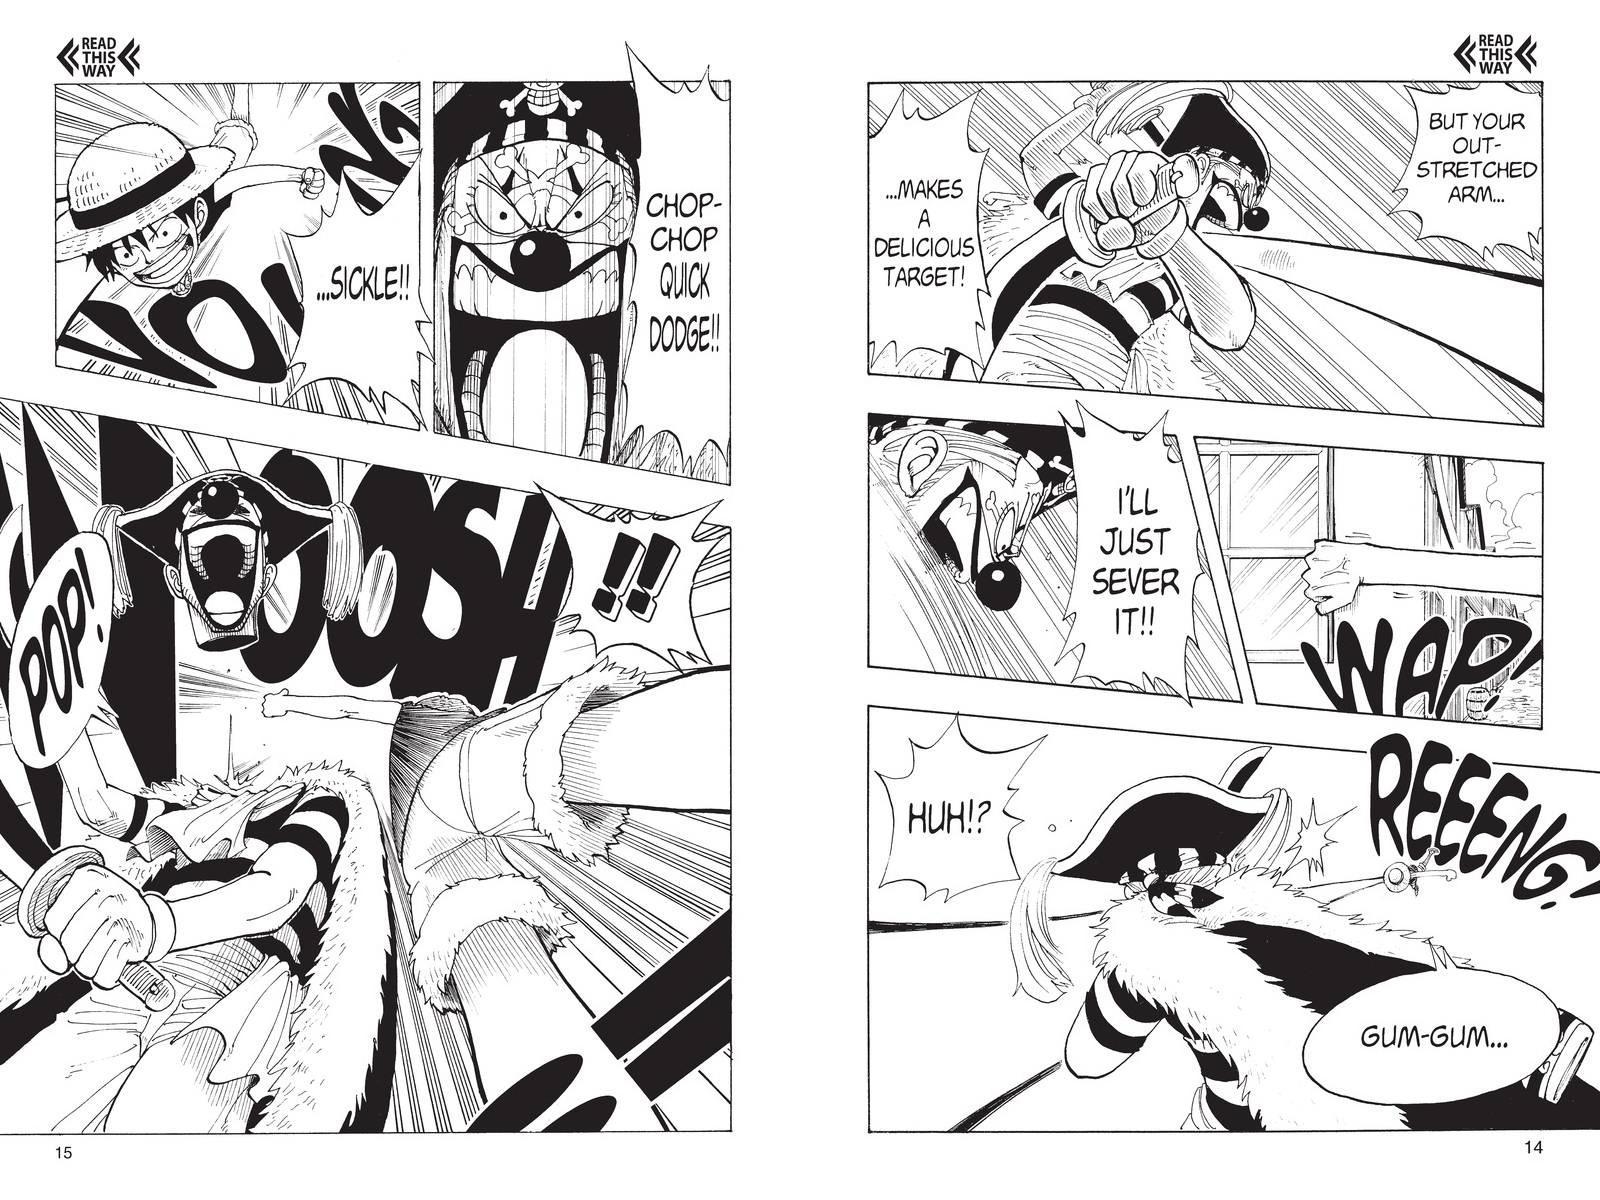 READ
THIS
WAY
BUT YOUR
OUT-
STRETCHED
ARM...
...MAKES
A
DELICIOUS
TARGET!
WAP!
I'LL
JUST
SEVER
IT!!
REEENG!
HUH!?
GUM-GUM...
14
READ
THIS
WAY
CHOP-
CHOP
QUICK
DODGE!!
...SICKLE!!
!!
POP!
15